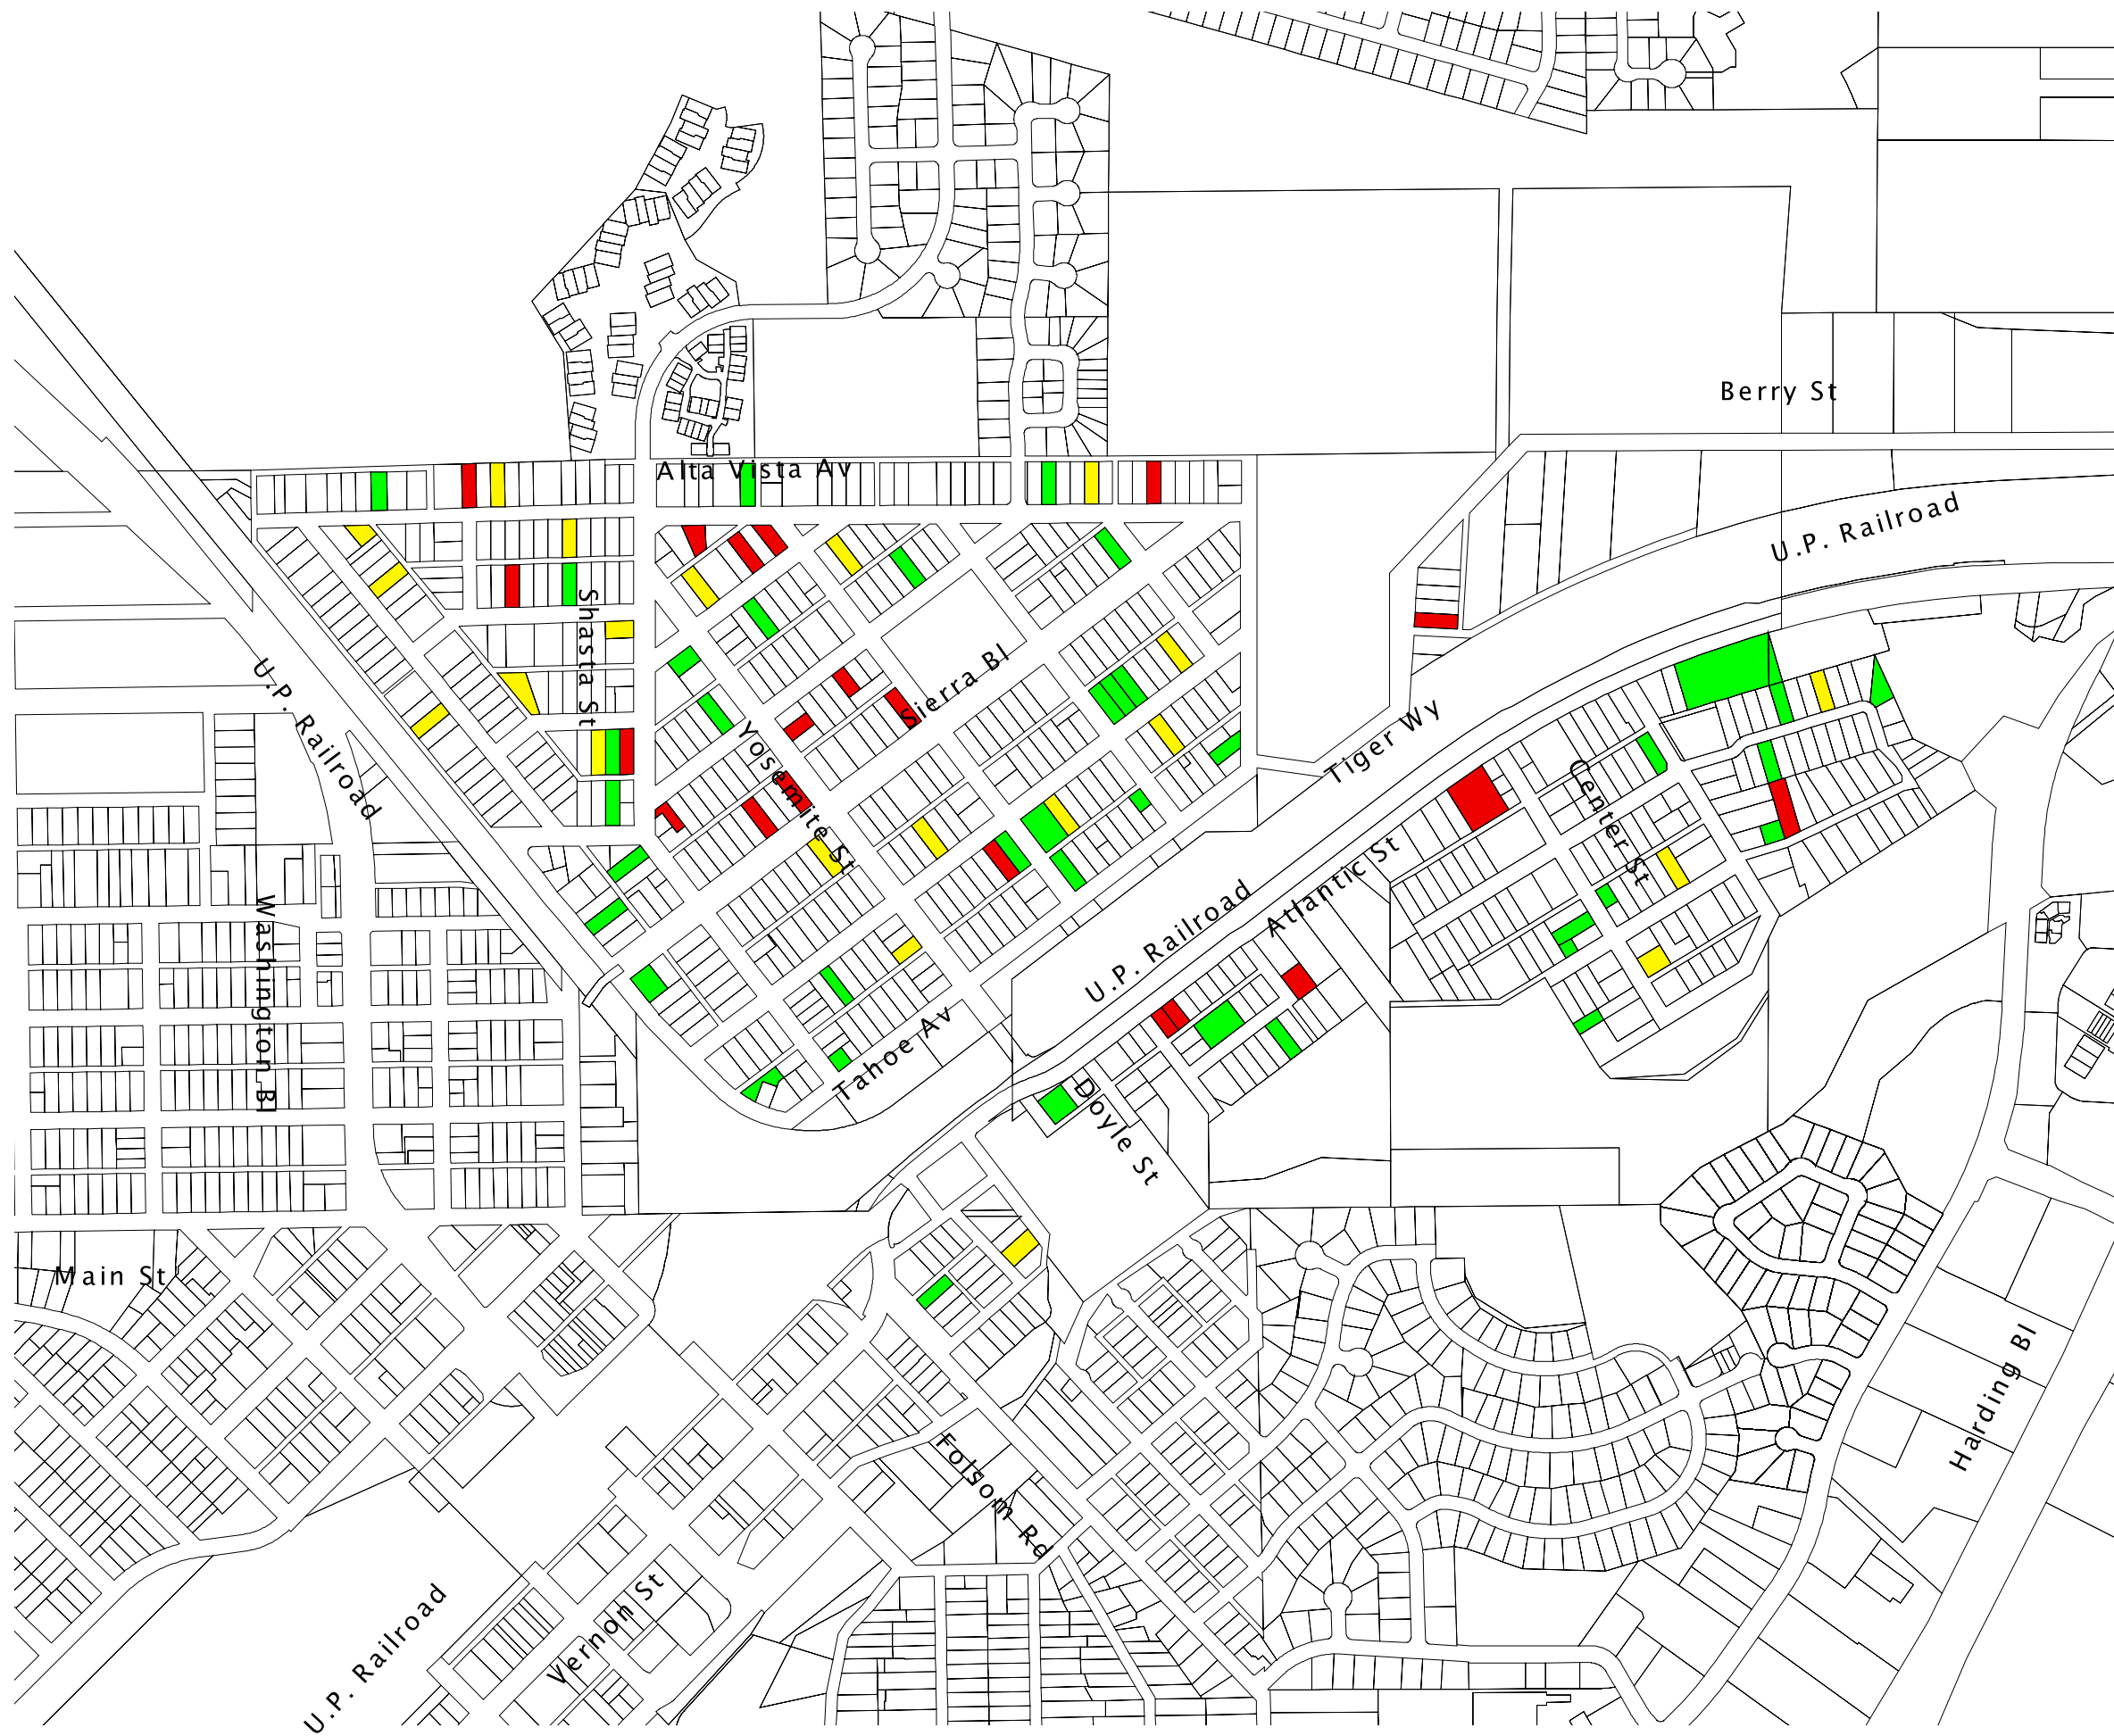 Berry St
Alta Vista Av
U.P. Railroad
Shasta St
Sierra Bl
U.P. Railroad
Yosemite St
Tiger Wy
Center St
Washington Bl
Atlantic St
U.P. Railroad
Tahoe Av
Doyle St
Main St
Harding Bl
Folsom Rd
Vernon St
U.P. Railroad